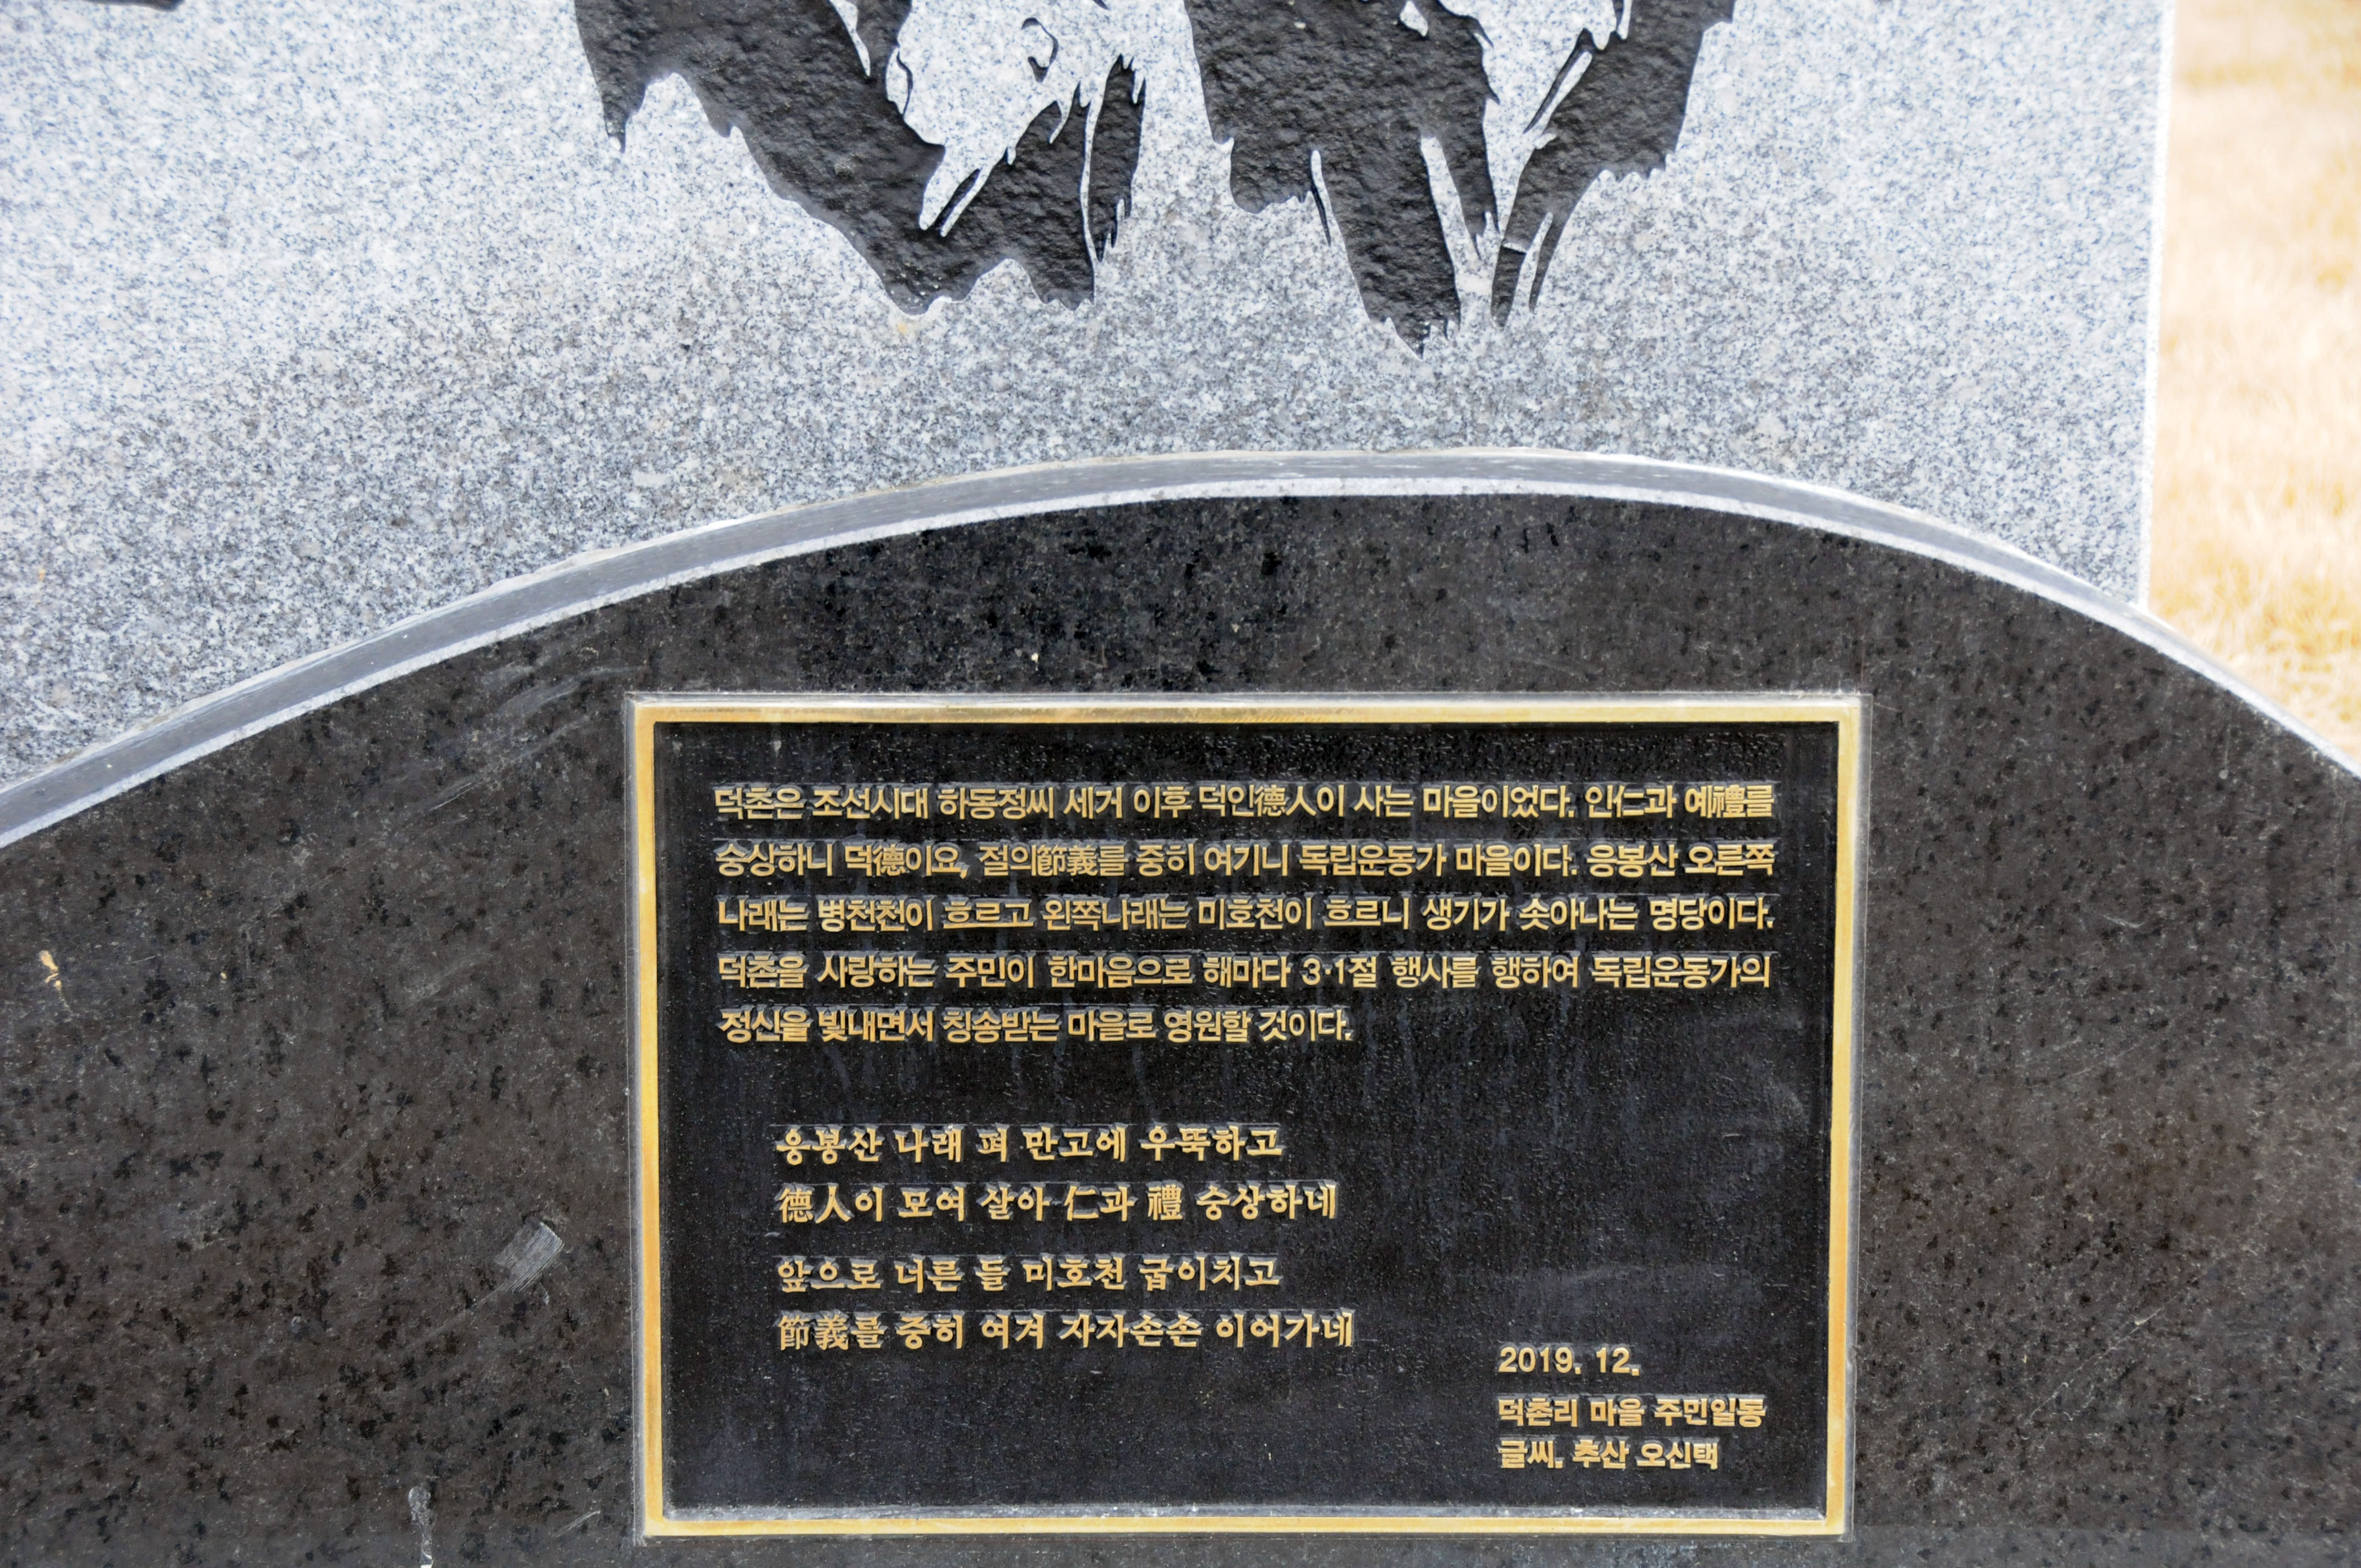 덕촌은 조선시대 하동정씨 세거 이후 덕인德人이 사는 마을이었다. 인仁과 예禮를
숭상하니 덕德이요, 절의節義를 중히 여기니 독립운동가 마을이다. 응봉산 오른쪽
나래는 병천천이 흐르고 왼쪽나래는 미호천이 흐르니 생기가 솟아나는 명당이다.
덕촌을 사랑하는 주민이 한마음으로 해마다 3·1절 행사를 행하여 독립운동가의
정신을 빛내면서 칭송받는 마을로 영원할 것이다.
응봉산 나래 펴 만고에 우뚝하고
德人이 모여 살아 仁과 禮 숭상하네
앞으로 너른 들 미호천 굽이치고
節義를 중히 여겨 자자손손 이어가네
2019. 12.
덕촌리 마을 주민일동
글씨. 추산 오신택